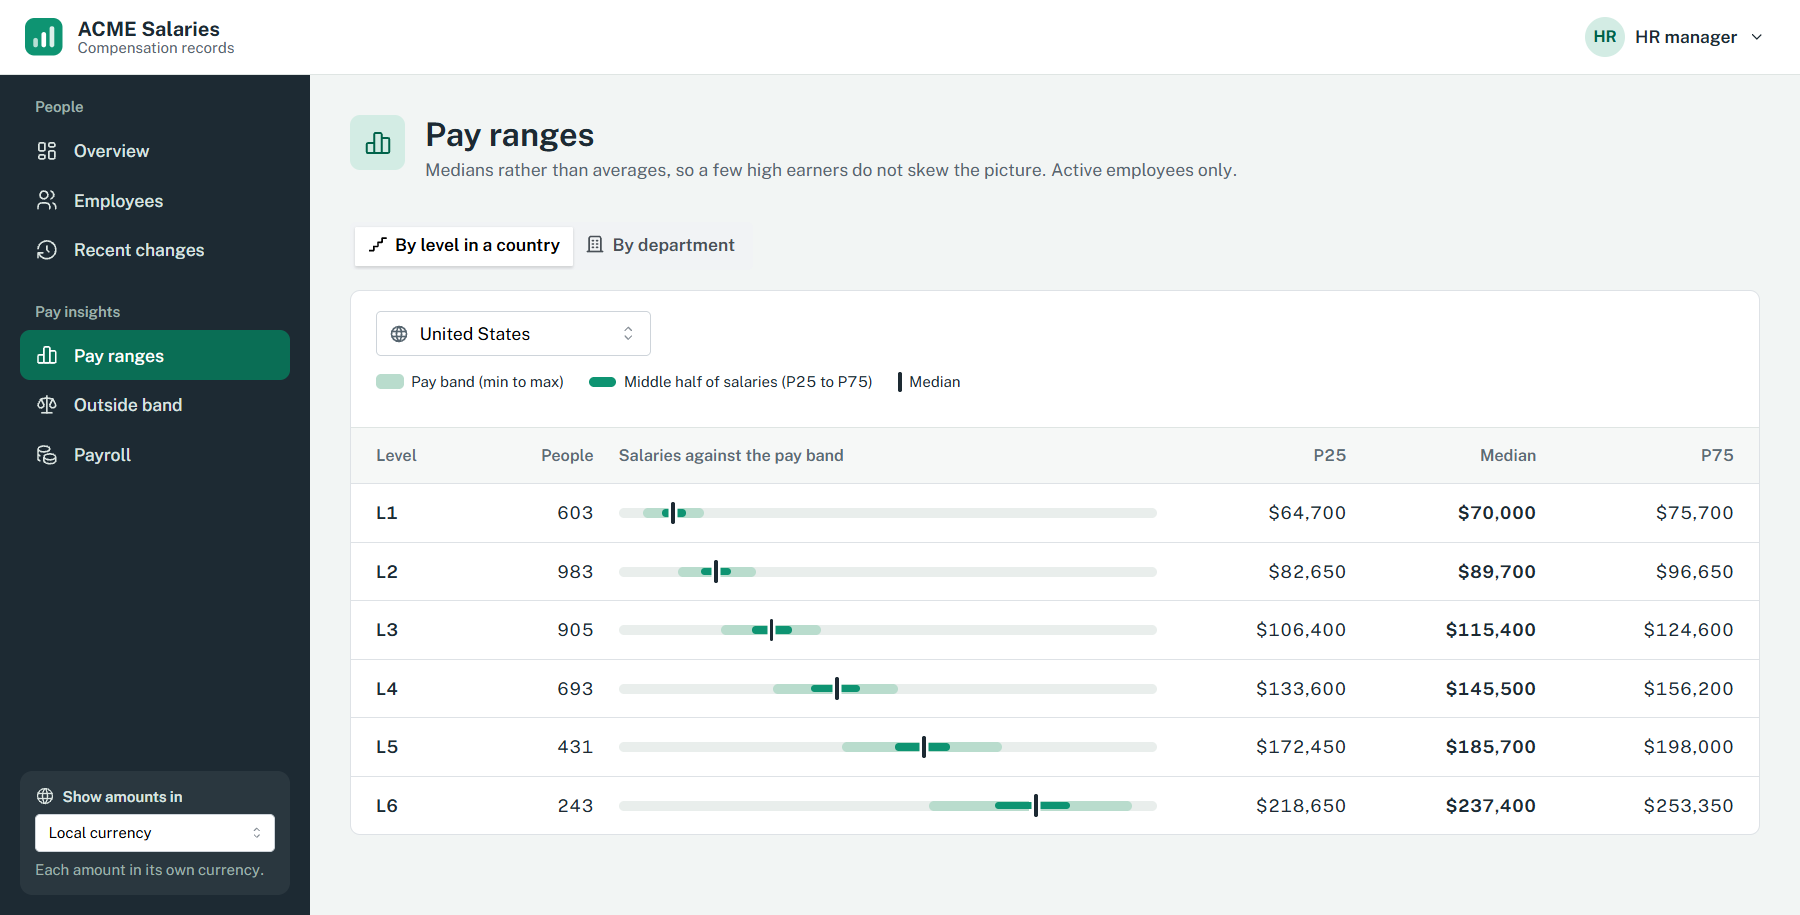 ACME Salaries
Compensation records
HR
HR manager
People
Overview
Employees
Recent changes
Pay insights
Pay ranges
Outside band
Payroll
Show amounts in
Local currency
Each amount in its own currency.
Pay ranges
Medians rather than averages, so a few high earners do not skew the picture. Active employees only.
By level in a country
By department
United States
Pay band (min to max)
Middle half of salaries (P25 to P75)
Median
Level People Salaries against the pay band P25 Median P75
L1 603 $64,700 $70,000 $75,700
L2 983 $82,650 $89,700 $96,650
L3 905 $106,400 $115,400 $124,600
L4 693 $133,600 $145,500 $156,200
L5 431 $172,450 $185,700 $198,000
L6 243 $218,650 $237,400 $253,350